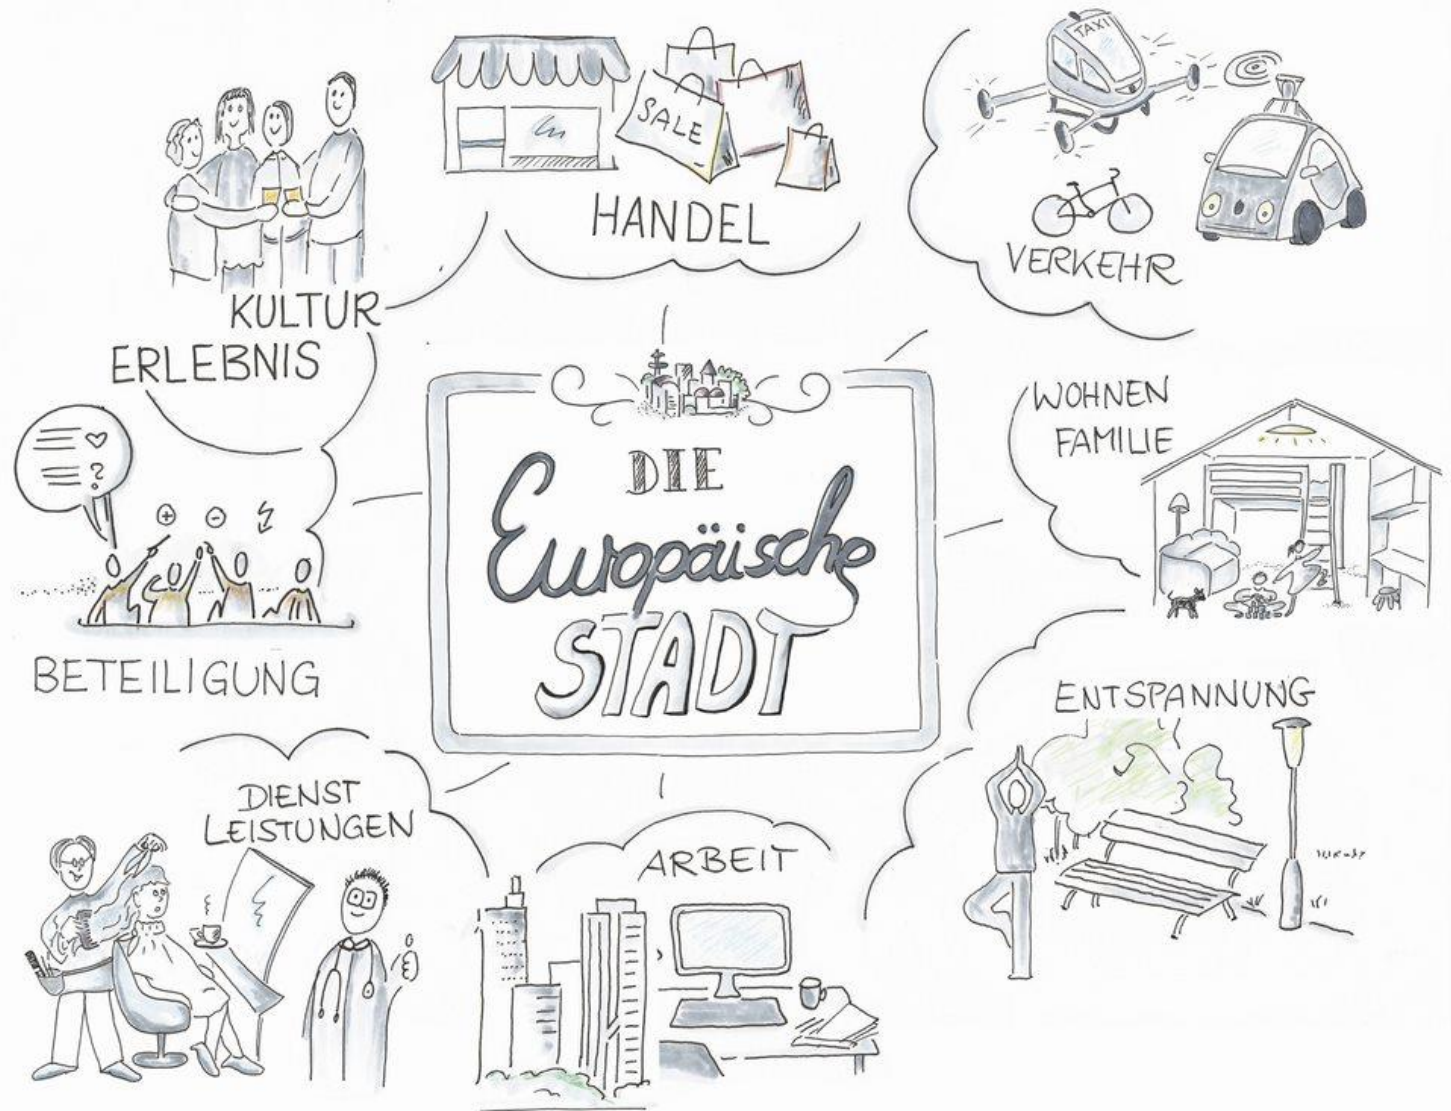 DIE
Europäische
STADT
HANDEL
SALE
TAXI
VERKEHR
WOHNEN
FAMILIE
ENTSPANNUNG
ARBEIT
DIENST
LEISTUNGEN
BETEILIGUNG
?
KULTUR
ERLEBNIS